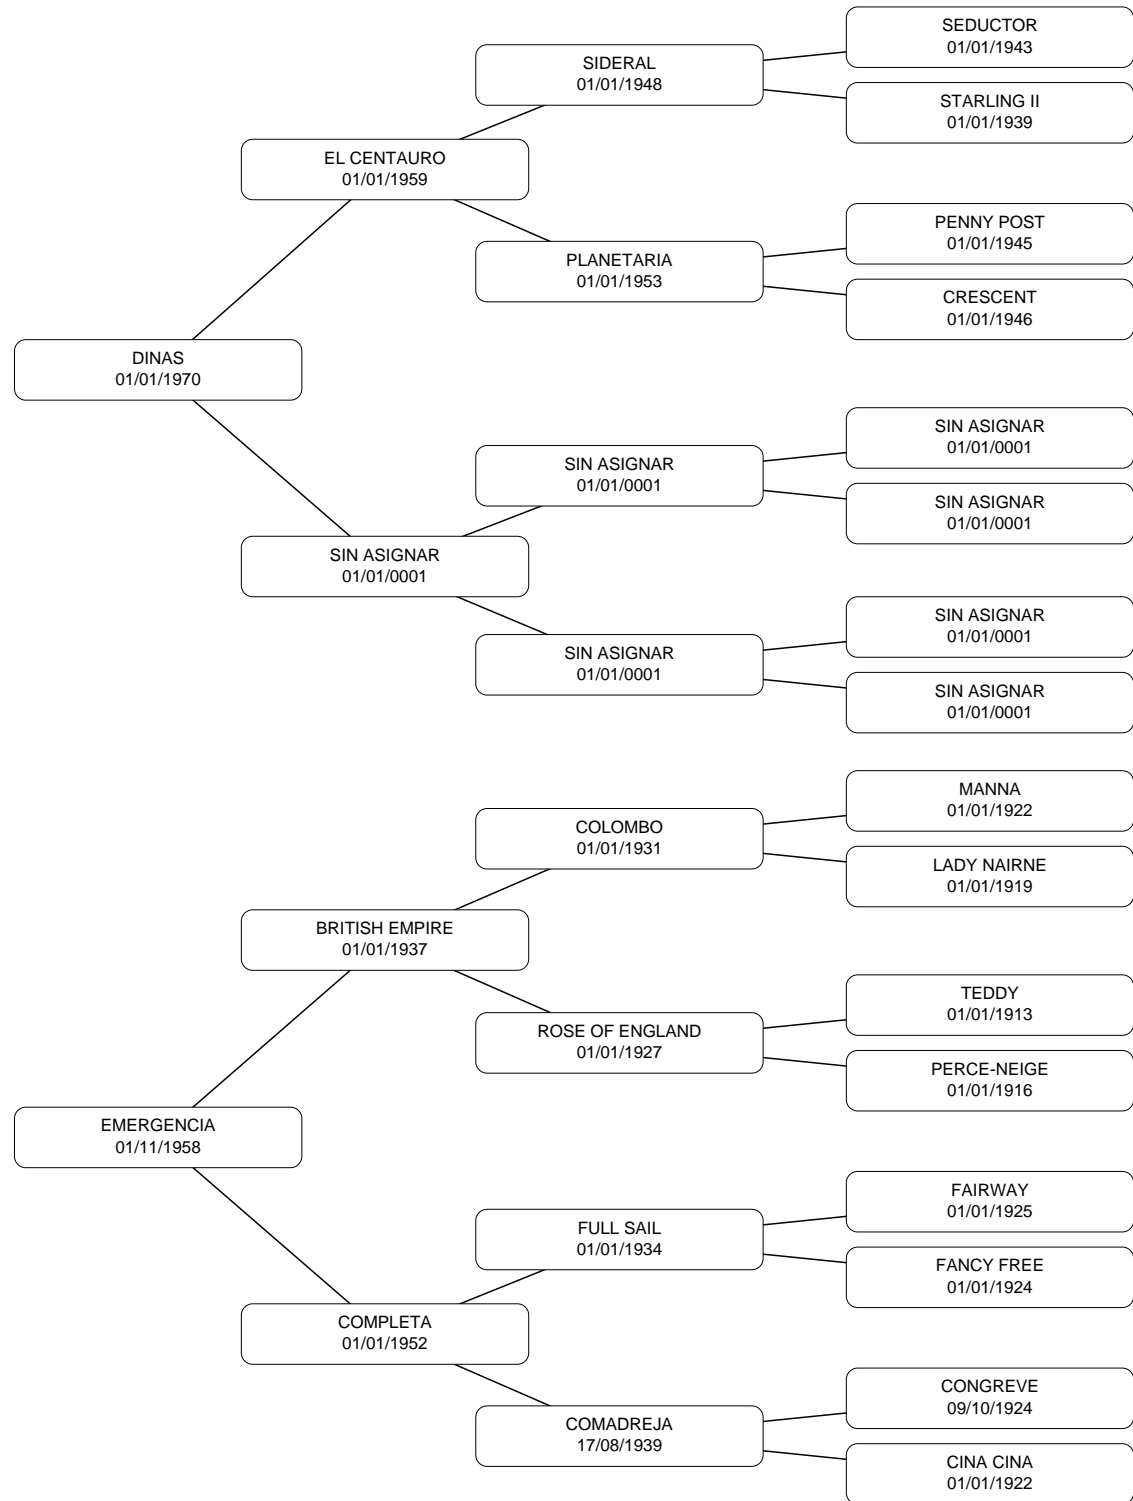 SEDUCTOR
01/01/1943
SIDERAL
01/01/1948
STARLING II
01/01/1939
EL CENTAURO
01/01/1959
PENNY POST
01/01/1945
PLANETARIA
01/01/1953
CRESCENT
01/01/1946
DINAS
01/01/1970
SIN ASIGNAR
01/01/0001
SIN ASIGNAR
01/01/0001
SIN ASIGNAR
01/01/0001
SIN ASIGNAR
01/01/0001
SIN ASIGNAR
01/01/0001
SIN ASIGNAR
01/01/0001
SIN ASIGNAR
01/01/0001
MANNA
01/01/1922
COLOMBO
01/01/1931
LADY NAIRNE
01/01/1919
BRITISH EMPIRE
01/01/1937
TEDDY
01/01/1913
ROSE OF ENGLAND
01/01/1927
PERCE-NEIGE
01/01/1916
EMERGENCIA
01/11/1958
FAIRWAY
01/01/1925
FULL SAIL
01/01/1934
FANCY FREE
01/01/1924
COMPLETA
01/01/1952
CONGREVE
09/10/1924
COMADREJA
17/08/1939
CINA CINA
01/01/1922